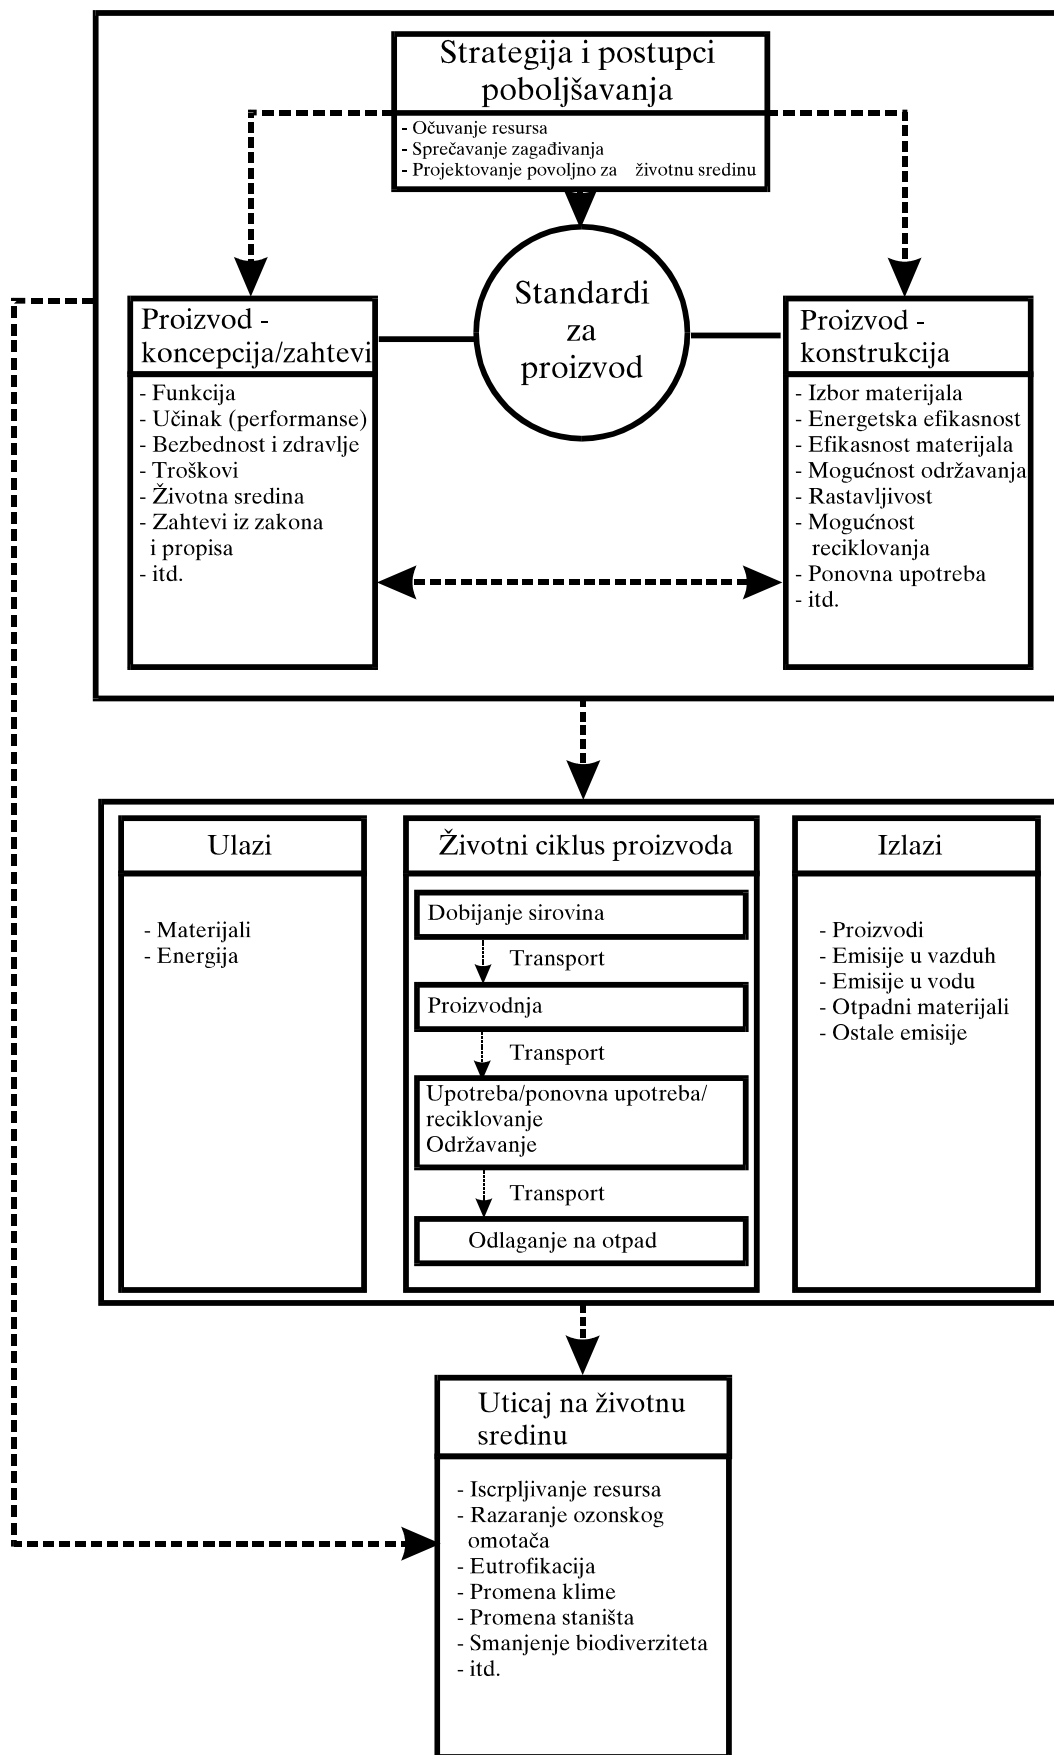 Strategija i postupci
poboljšavanja
- Očuvanje resursa
- Sprečavanje zagađivanja
- Projektovanje povoljno za životnu sredinu
Standardi
za
proizvod
Proizvod -
koncepcija/zahtevi
- Funkcija
- Učinak (performanse)
- Bezbednost i zdravlje
- Troškovi
- Životna sredina
- Zahtevi iz zakona
i propisa
- itd.
Proizvod -
konstrukcija
- Izbor materijala
- Energetska efikasnost
- Efikasnost materijala
- Mogućnost održavanja
- Rastavljivost
- Mogućnost
reciklovanja
- Ponovna upotreba
- itd.
Ulazi
- Materijali
- Energija
Životni ciklus proizvoda
Dobijanje sirovina
Transport
Proizvodnja
Transport
Upotreba/ponovna upotreba/
reciklovanje
Održavanje
Transport
Odlaganje na otpad
Izlazi
- Proizvodi
- Emisije u vazduh
- Emisije u vodu
- Otpadni materijali
- Ostale emisije
Uticaj na životnu
sredinu
- Iscrpljivanje resursa
- Razaranje ozonskog
omotača
- Eutrofikacija
- Promena klime
- Promena staništa
- Smanjenje biodiverziteta
- itd.